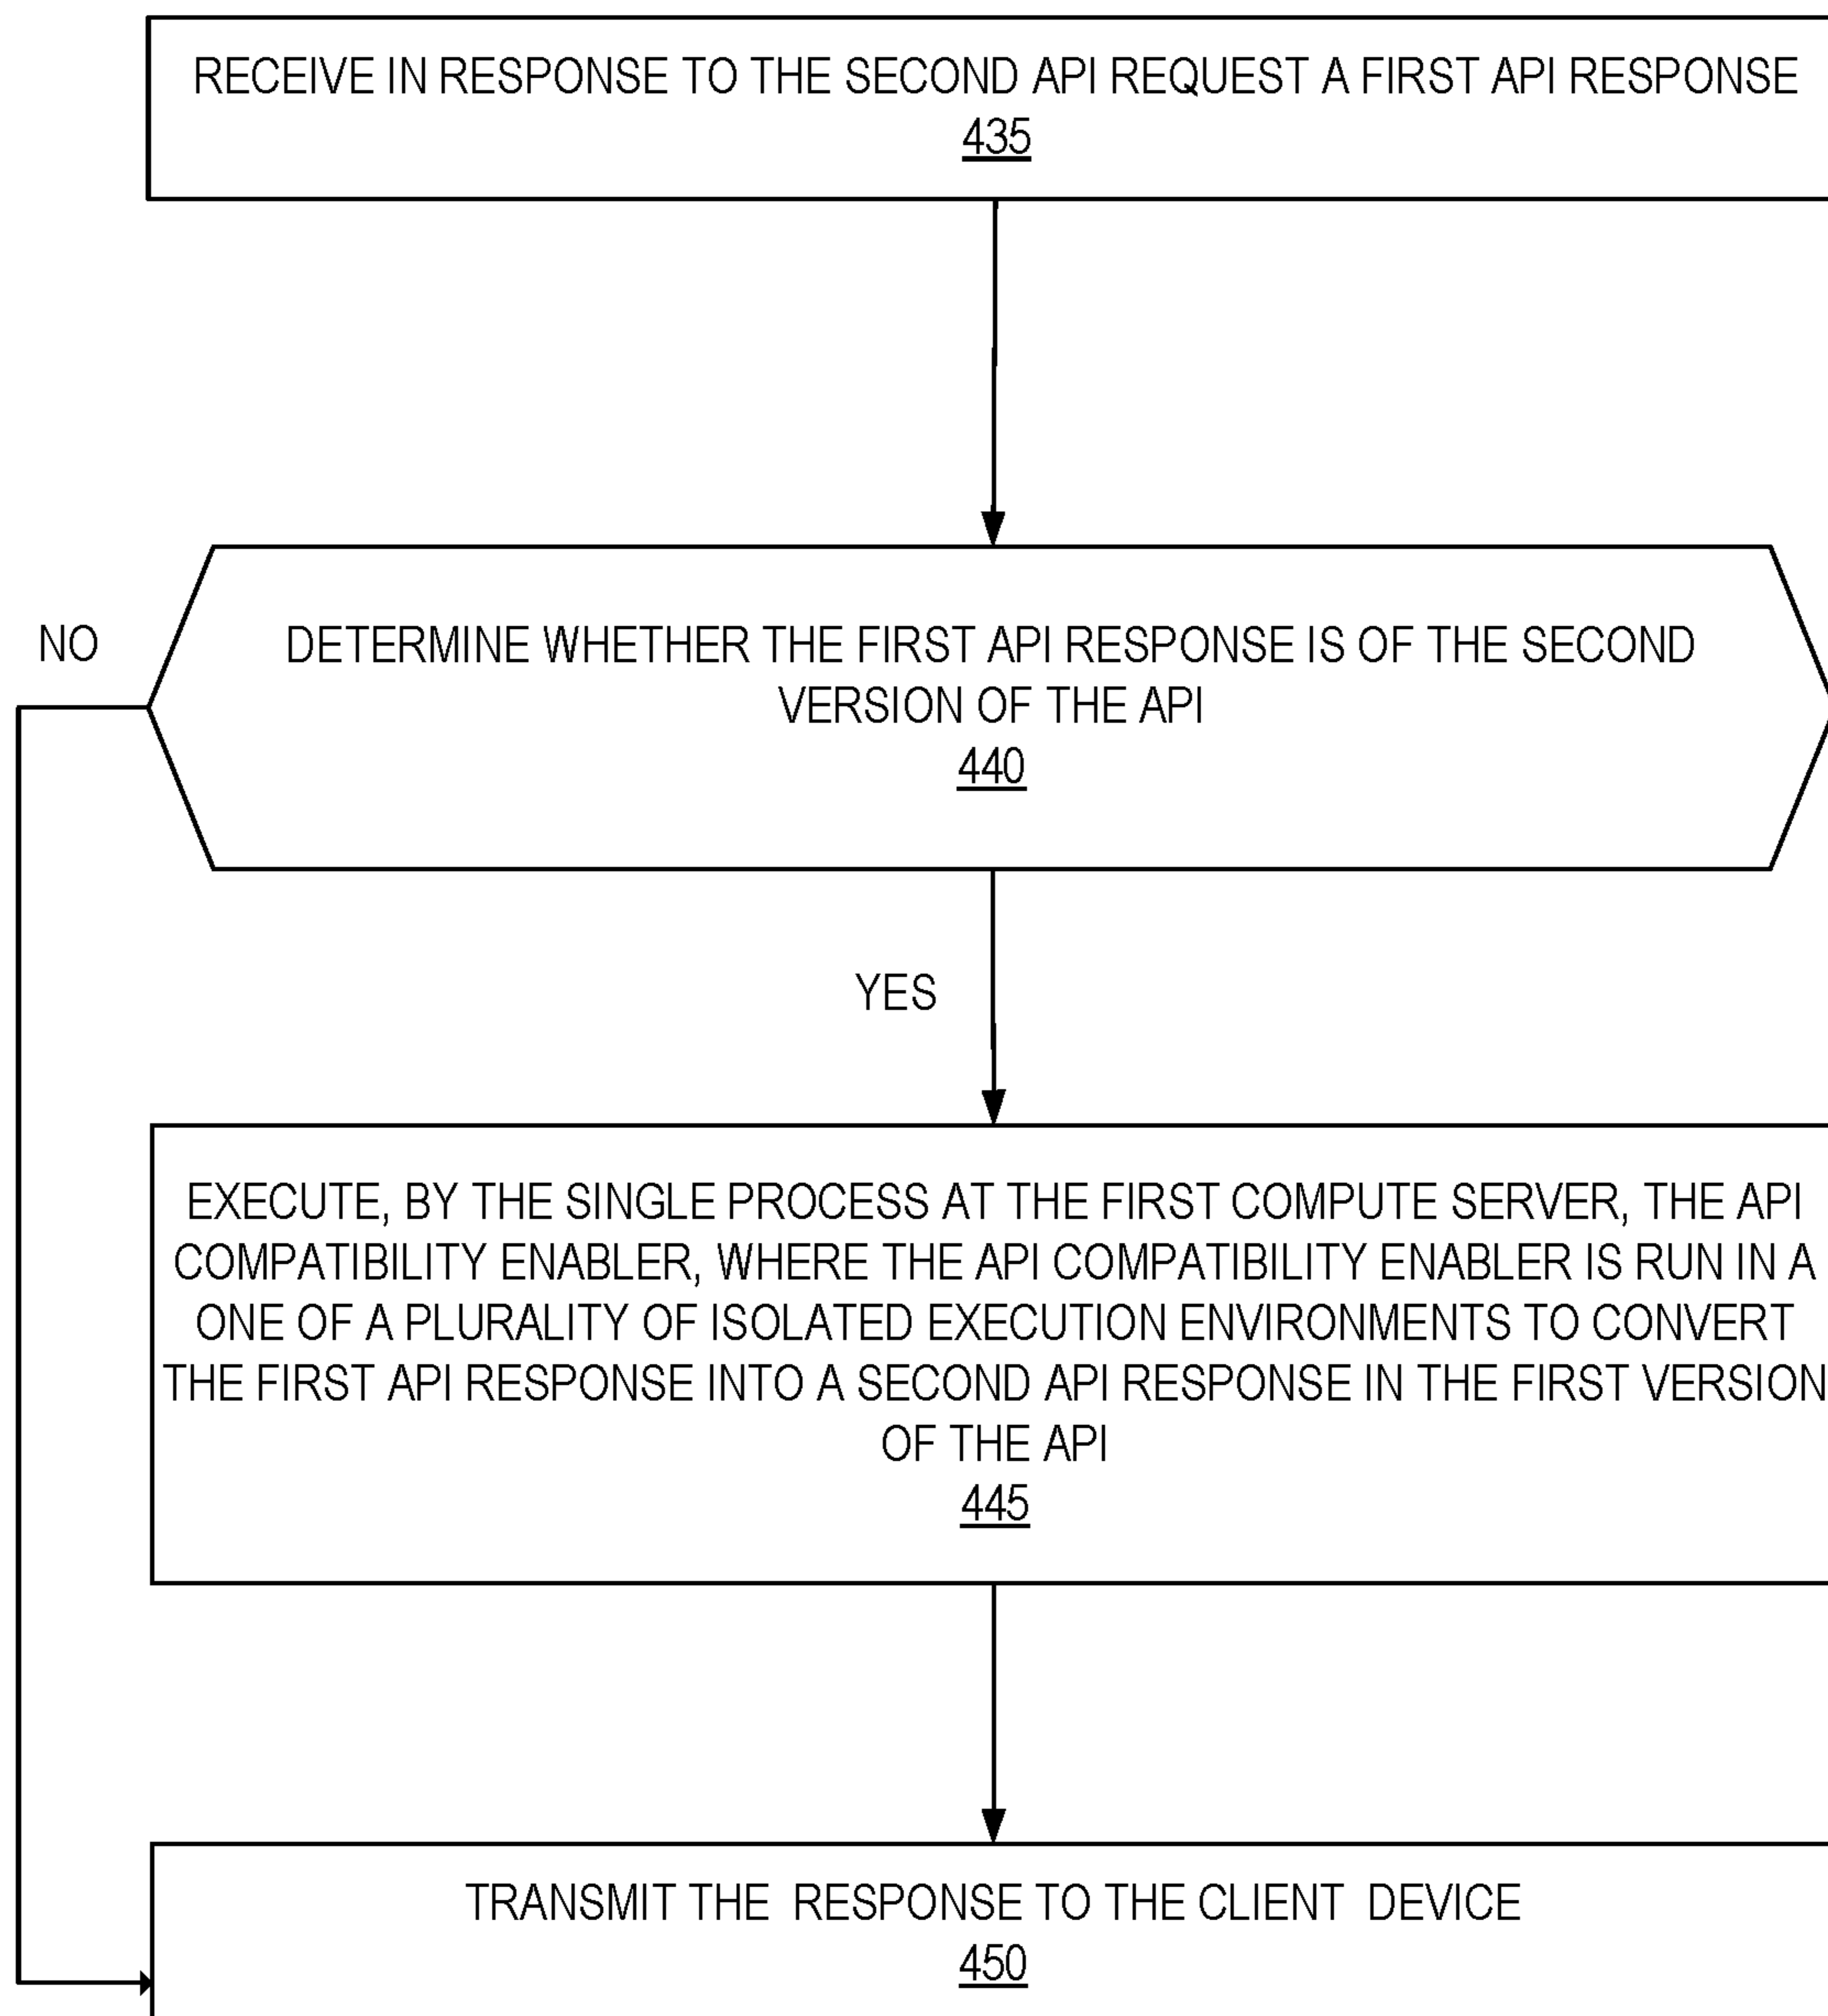 RECEIVE IN RESPONSE TO THE SECOND API REQUEST A FIRST API RESPONSE
435
NO
DETERMINE WHETHER THE FIRST API RESPONSE IS OF THE SECOND
VERSION OF THE API
440
YES
EXECUTE, BY THE SINGLE PROCESS AT THE FIRST COMPUTE SERVER, THE API
COMPATIBILITY ENABLER, WHERE THE API COMPATIBILITY ENABLER IS RUN IN A
ONE OF A PLURALITY OF ISOLATED EXECUTION ENVIRONMENTS TO CONVERT
THE FIRST API RESPONSE INTO A SECOND API RESPONSE IN THE FIRST VERSION
OF THE API
445
TRANSMIT THE RESPONSE TO THE CLIENT DEVICE
450